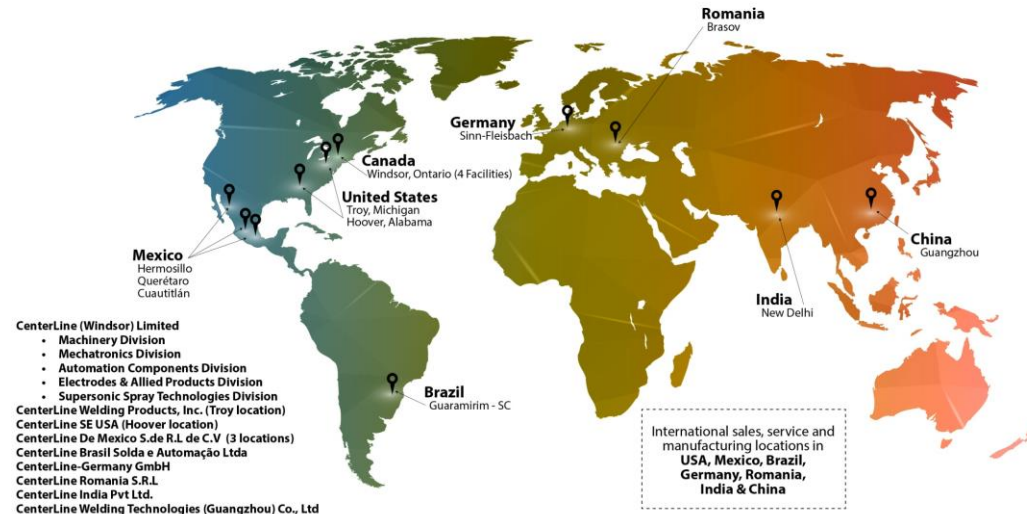 Romania
Brasov
Germany
Sinn-Fleisbach
Canada
Windsor, Ontario (4 Facilities)
United States
Troy, Michigan
Hoover, Alabama
Mexico
Hermosillo
Querétaro
Cuautitlán
China
Guangzhou
India
New Delhi
Brazil
Guaramirim - SC
CenterLine (Windsor) Limited
• Machinery Division
• Mechatronics Division
• Automation Components Division
• Electrodes & Allied Products Division
• Supersonic Spray Technologies Division
CenterLine Welding Products, Inc. (Troy location)
CenterLine SE USA (Hoover location)
CenterLine De Mexico S.de R.L de C.V (3 locations)
CenterLine Brasil Solda e Automação Ltda
CenterLine-Germany GmbH
CenterLine Romania S.R.L
CenterLine India Pvt Ltd.
CenterLine Welding Technologies (Guangzhou) Co., Ltd
International sales, service and
manufacturing locations in
USA, Mexico, Brazil,
Germany, Romania,
India & China